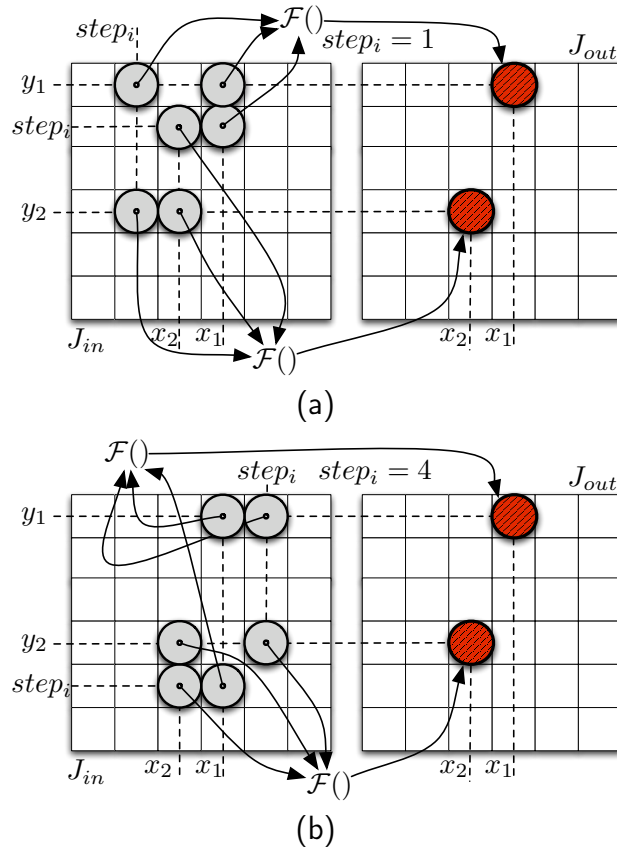 F()
step_i step_i = 1 J_out
y_1
step_i
y_2
J_in x_2 x_1 x_2 x_1
F()
(a)
F()
step_i step_i = 4 J_out
y_1
y_2
step_i
J_in x_2 x_1 x_2 x_1
F()
(b)